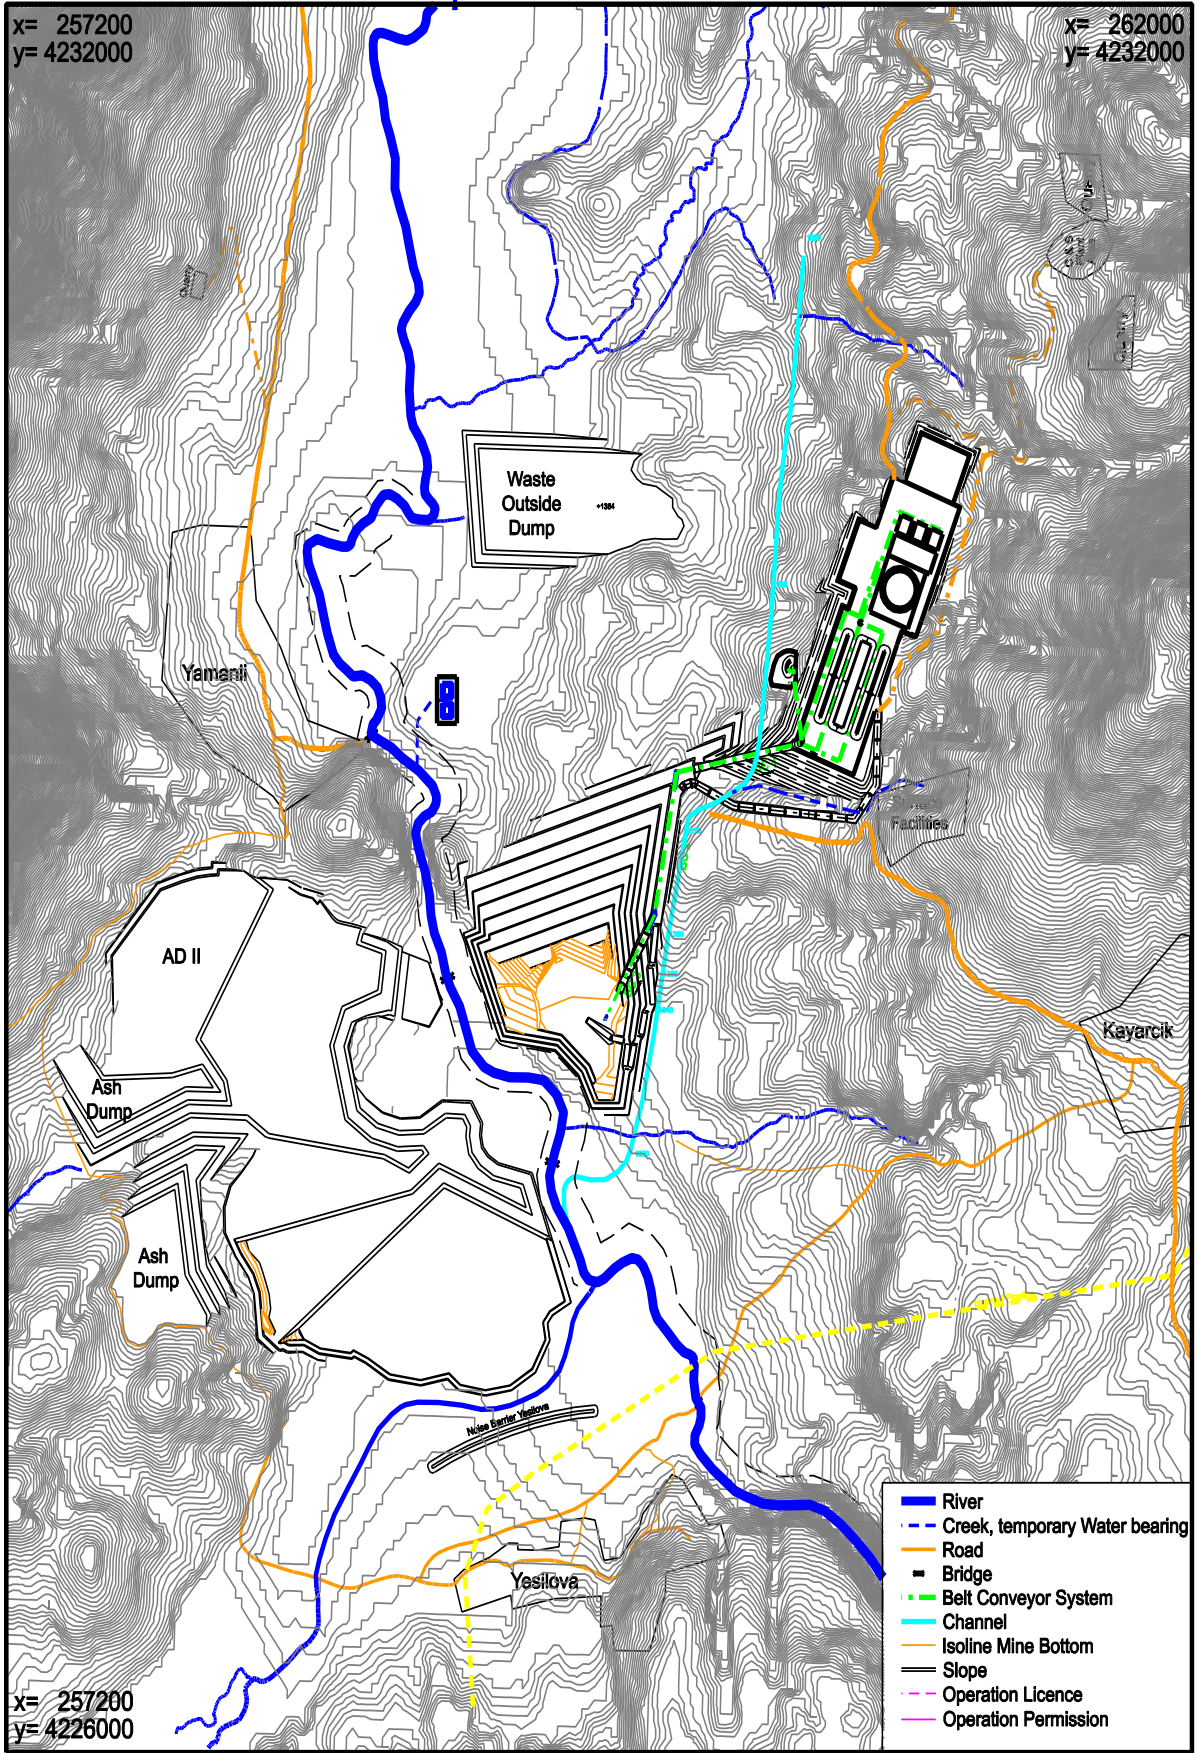 x= 257200
y= 4232000
x= 262000
y= 4232000
Quarry
Waste
Outside
Dump
+1364
Yamanli
Facilities
AD II
Ash
Dump
Kayarcik
Ash
Dump
Noise Barrier Yesilova
Yesilova
River
Creek, temporary Water bearing
Road
Bridge
Belt Conveyor System
Channel
Isoline Mine Bottom
Slope
Operation Licence
Operation Permission
x= 257200
y= 4226000